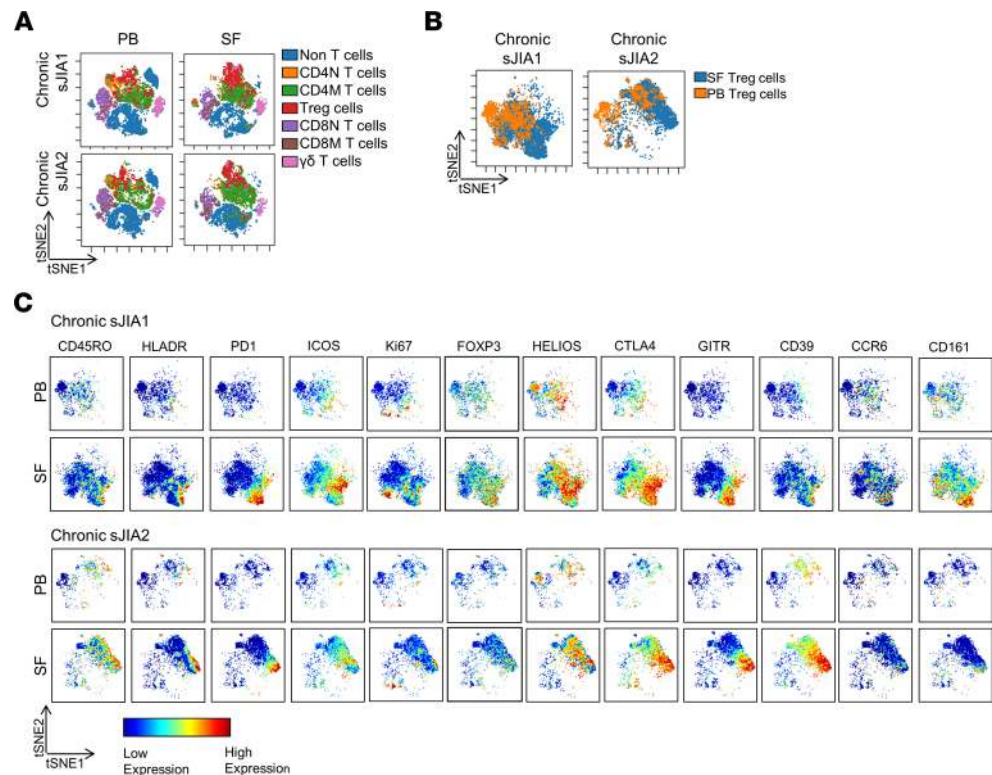 A
PB
SF
Chronic
sJIA1
Chronic
sJIA2
tSNE2
tSNE1
Non T cells
CD4N T cells
CD4M T cells
Treg cells
CD8N T cells
CD8M T cells
γδ T cells
B
Chronic
sJIA1
Chronic
sJIA2
SF Treg cells
PB Treg cells
tSNE2
tSNE1
C
Chronic sJIA1
CD45RO HLADR PD1 ICOS Ki67 FOXP3 HELIOS CTLA4 GITR CD39 CCR6 CD161
PB
SF
Chronic sJIA2
PB
SF
tSNE2
tSNE1
Low
Expression
High
Expression